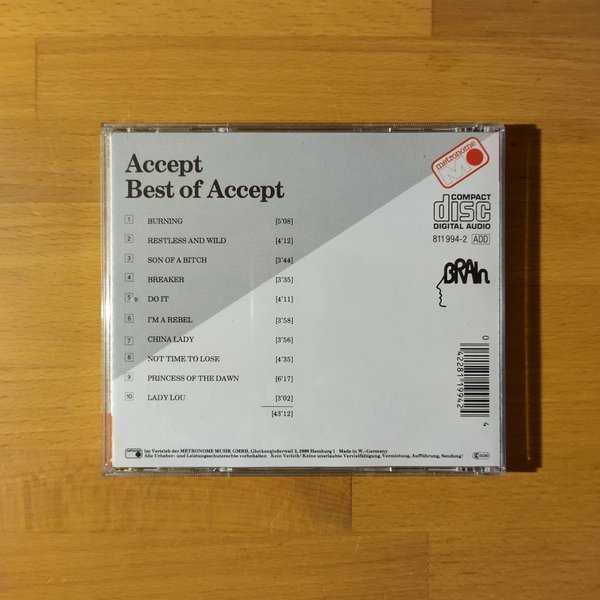 Accept
Best of Accept
metronome
M
COMPACT
disc
DIGITAL AUDIO
811 994-2 ADD
BRAIN
1 BURNING [5'08]
2 RESTLESS AND WILD [4'12]
3 SON OF A BITCH [3'44]
4 BREAKER [3'35]
5 DO IT [4'11]
6 I'M A REBEL [3'58]
7 CHINA LADY [3'56]
8 NOT TIME TO LOSE [4'35]
9 PRINCESS OF THE DAWN [6'17]
10 LADY LOU [3'02]
[43'12]
0 42281 19942 4
Im Vertrieb der METRONOME MUSIK GMBH, Glockengießerwall 3, 2000 Hamburg 1 · Made in W.-Germany
Alle Urheber- und Leistungsschutzrechte vorbehalten · Kein Verleih! Keine unerlaubte Vervielfältigung, Vermietung, Aufführung, Sendung!